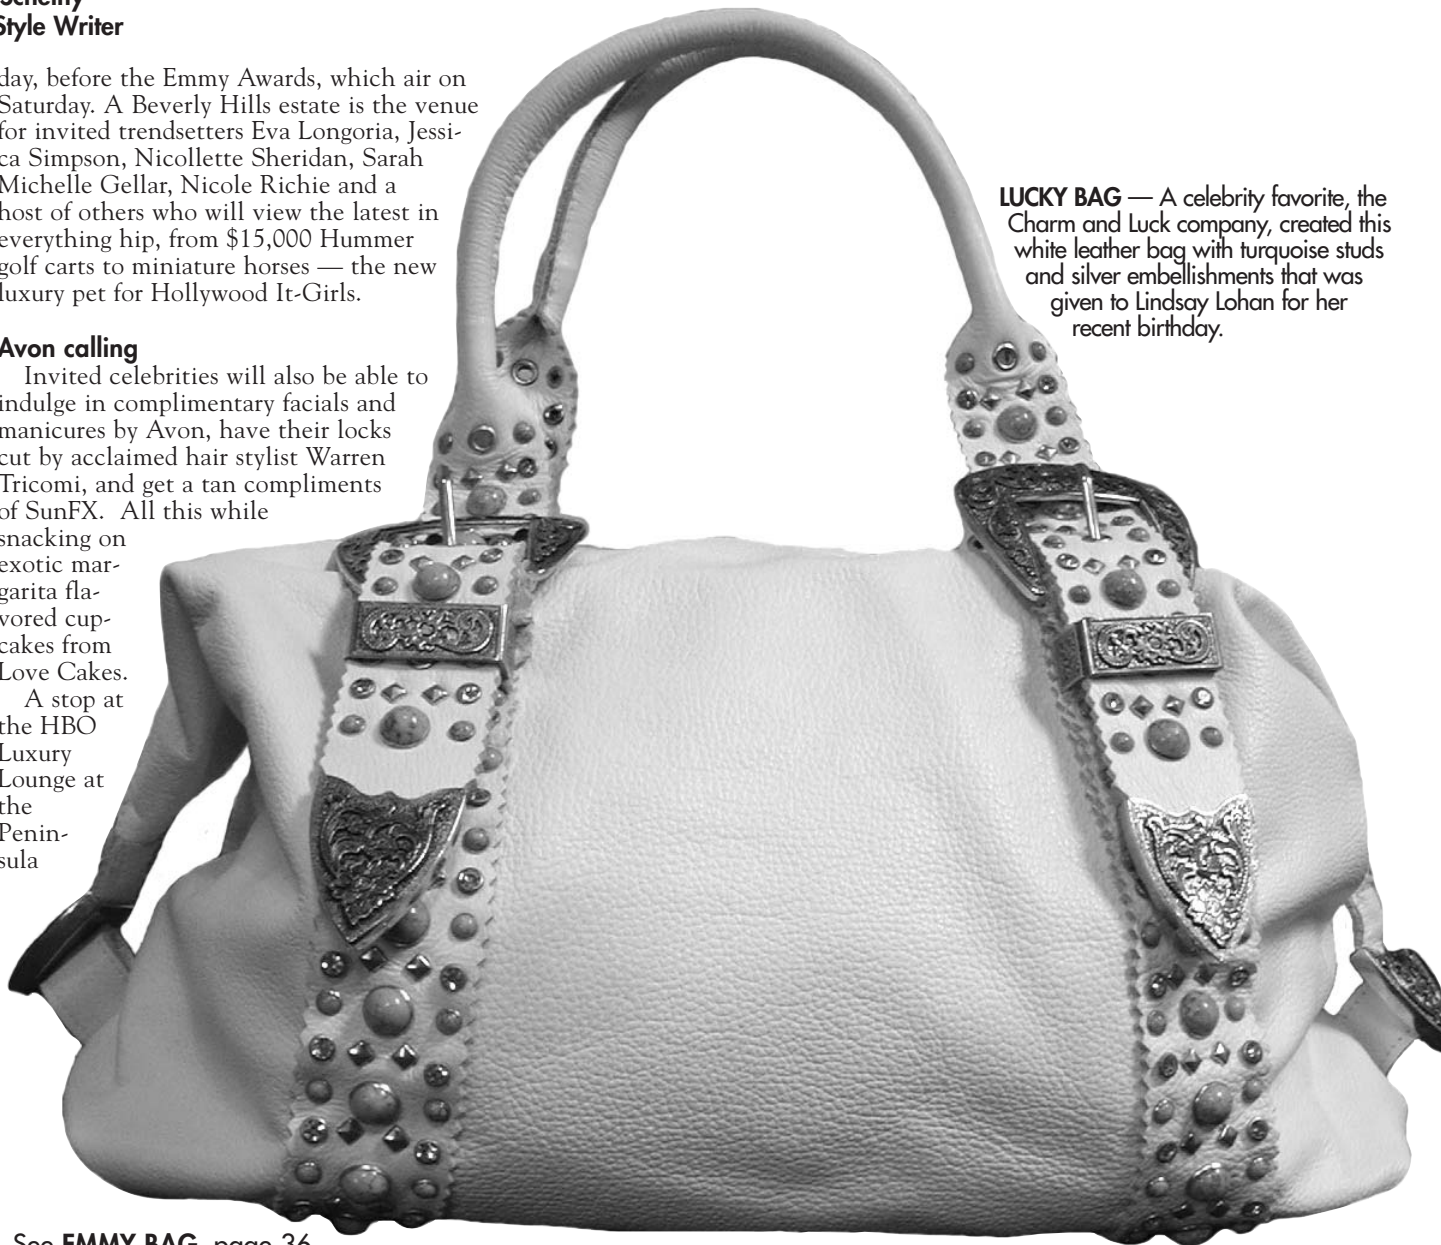 Style Writer
day, before the Emmy Awards, which air on
Saturday. A Beverly Hills estate is the venue
for invited trendsetters Eva Longoria, Jessi-
ca Simpson, Nicollette Sheridan, Sarah
Michelle Gellar, Nicole Richie and a
host of others who will view the latest in
everything hip, from $15,000 Hummer
golf carts to miniature horses — the new
luxury pet for Hollywood It-Girls.
Avon calling
Invited celebrities will also be able to
indulge in complimentary facials and
manicures by Avon, have their locks
cut by acclaimed hair stylist Warren
Tricomi, and get a tan compliments
of SunFX. All this while
snacking on
exotic mar-
garita fla-
vored cup-
cakes from
Love Cakes.
A stop at
the HBO
Luxury
Lounge at
the
Penin-
sula
See EMMY BAG, page 36
LUCKY BAG — A celebrity favorite, the
Charm and Luck company, created this
white leather bag with turquoise studs
and silver embellishments that was
given to Lindsay Lohan for her
recent birthday.